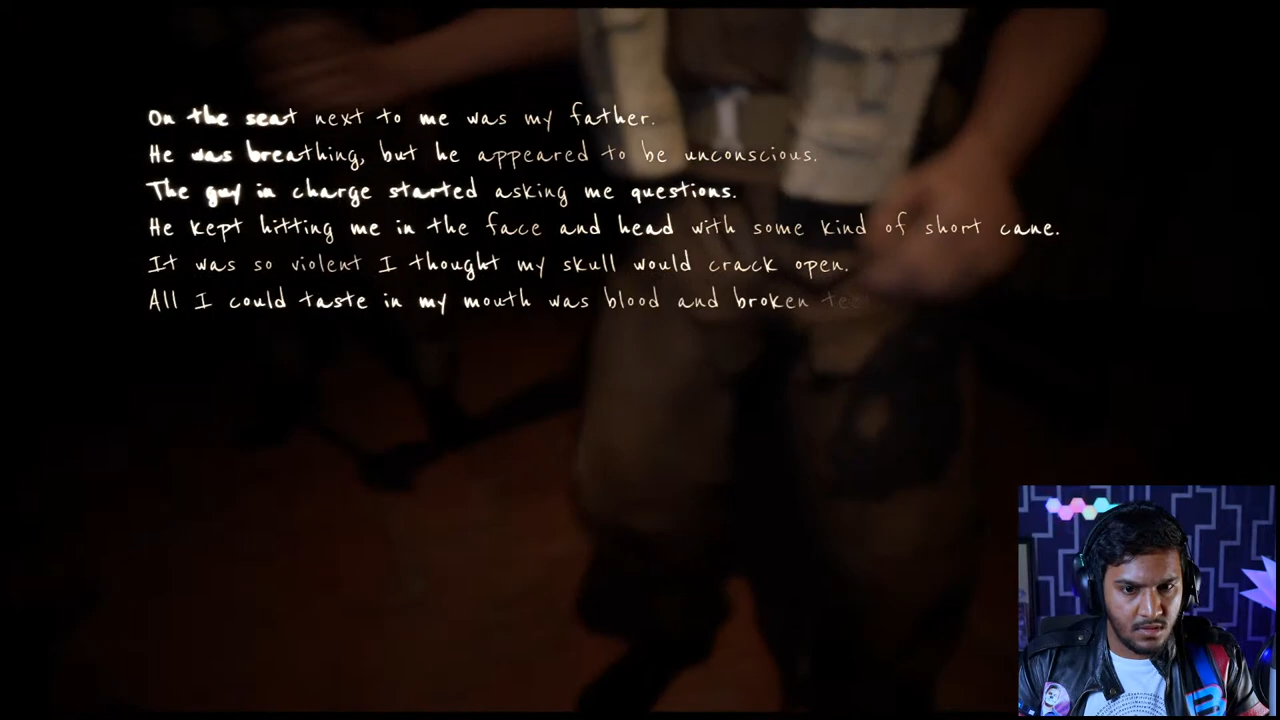 On the seat next to me was my father.
He was breathing, but he appeared to be unconscious.
The guy in charge started asking me questions.
He kept hitting me in the face and head with some kind of short cane.
It was so violent I thought my skull would crack open.
All I could taste in my mouth was blood and broken